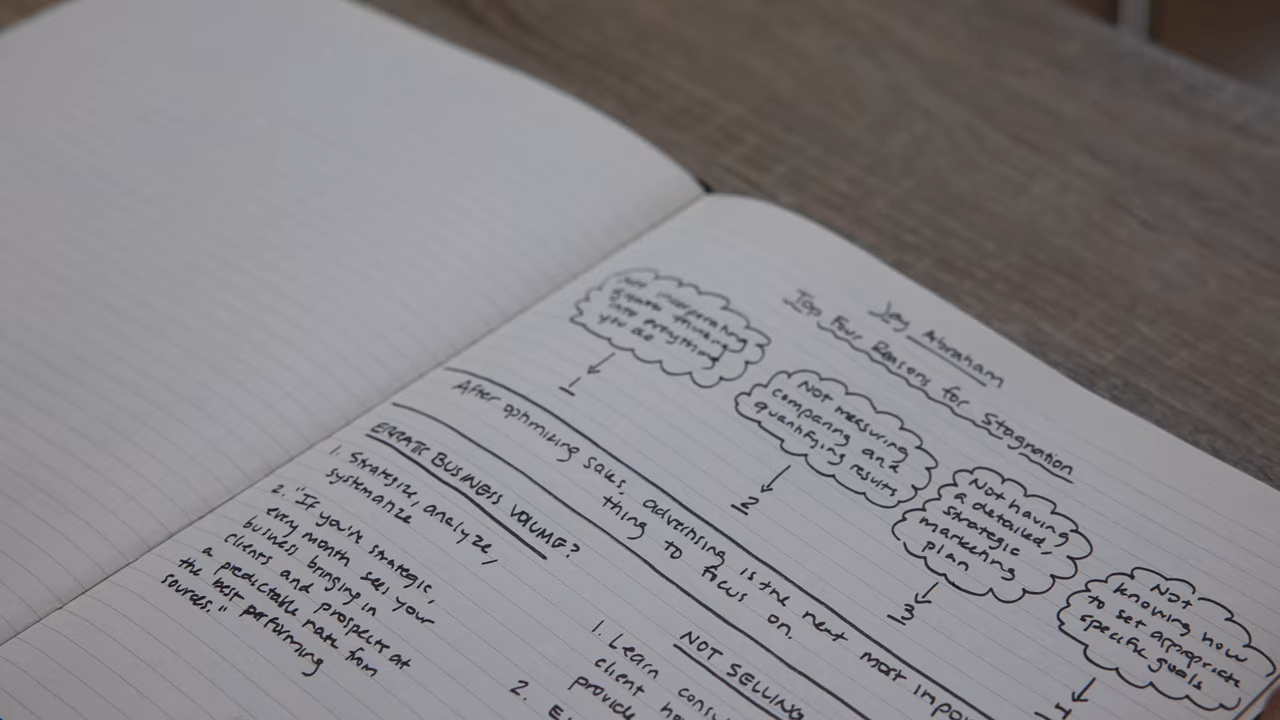 Jay Abraham
Top Four Reasons for Stagnation
Not incorporating
growth thinking
into everything
you do
1
Not measuring
comparing and
quantifying results
2
Not having
a detailed,
strategic
marketing
plan
3
Not
knowing how
to set appropriate
specific goals
4
After optimizing sales, advertising is the next most impo
thing to focus on.
ERRATIC BUSINESS VOLUME?
1. Strategize, analyze,
systematize
2. "If you're strategic,
every month see your
business bringing in
clients and prospects at
a predictable rate from
the best performing
sources."
NOT SELLING
1. Learn
client
provide
2.